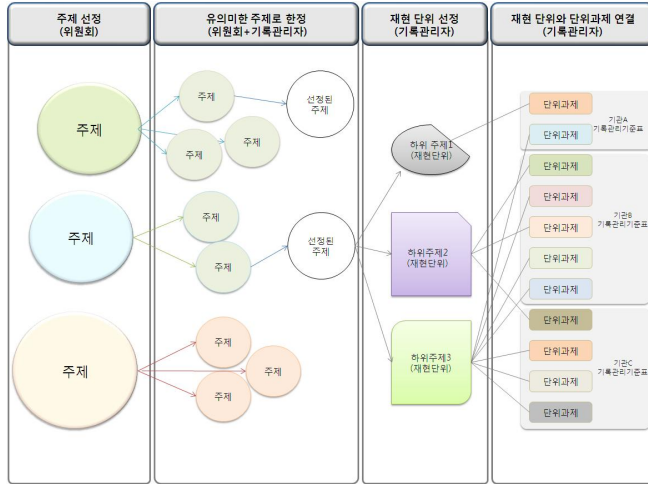 주제 선정
(위원회)
유의미한 주제로 한정
(위원회+기록관리자)
재현 단위 선정
(기록관리자)
재현 단위와 단위과제 연결
(기록관리자)
주제
주제
주제
주제
선정된
주제
주제
주제
주제
주제
선정된
주제
주제
주제
주제
하위 주제1
(재현단위)
하위주제2
(재현단위)
하위주제3
(재현단위)
단위과제
단위과제
기관A
기록관리기준표
단위과제
단위과제
단위과제
단위과제
단위과제
기관B
기록관리기준표
단위과제
단위과제
단위과제
단위과제
기관C
기록관리기준표